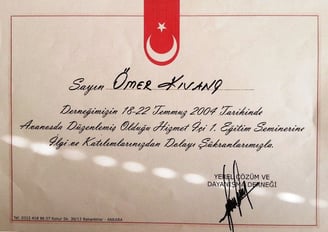 Sayın ÖMER KIVANÇ
Derneğimizin 18-22 Temmuz 2004 Tarihinde
Avanosda Düzenlemiş Olduğu Hizmet İçi 1. Eğitim Seminerine
İlgi ve Katılımlarınızdan Dolayı Şükranlarımızla.
YEREL ÇÖZÜM VE
DAYANIŞMA DERNEĞİ
ANKARA